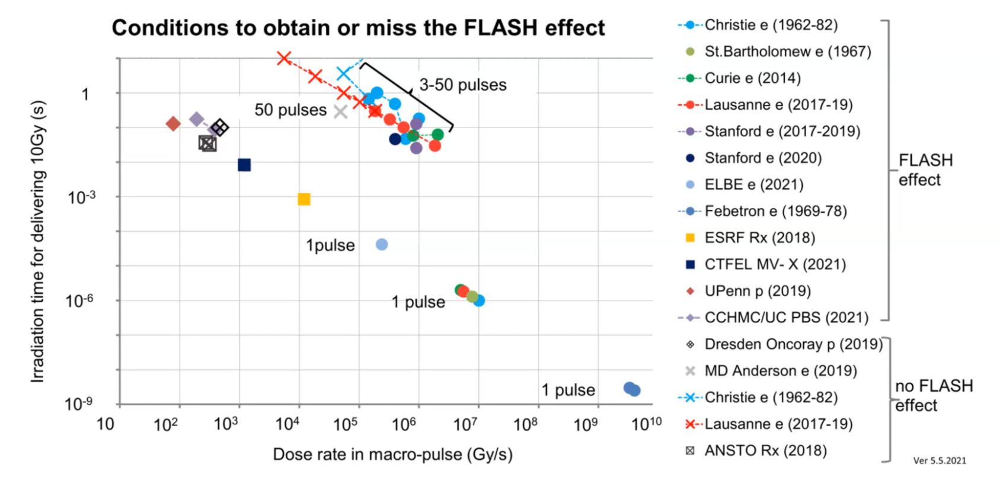 Conditions to obtain or miss the FLASH effect
Irradiation time for delivering 10Gy (s)
1
10-3
10-6
10-9
50 pulses
3-50 pulses
1pulse
1 pulse
1 pulse
10 10² 10³ 10⁴ 10⁵ 10⁶ 10⁷ 10⁸ 10⁹ 10¹⁰
Dose rate in macro-pulse (Gy/s)
Christie e (1962-82)
St.Bartholomew e (1967)
Curie e (2014)
Lausanne e (2017-19)
Stanford e (2017-2019)
Stanford e (2020)
ELBE e (2021)
Febetron e (1969-78)
ESRF Rx (2018)
CTFEL MV- X (2021)
UPenn p (2019)
CCHMC/UC PBS (2021)
FLASH
effect
Dresden Oncoray p (2019)
MD Anderson e (2019)
Christie e (1962-82)
Lausanne e (2017-19)
ANSTO Rx (2018)
no FLASH
effect
Ver 5.5.2021